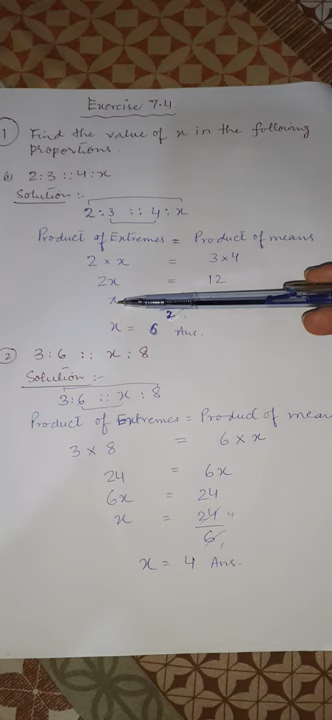 Exercise 7.4.
1 Find the value of x in the following
proportions.
(i) 2:3 :: 4:x
Solution :-
2:3 :: 4:x
Product of Extremes = Product of means
2 × x = 3×4
2x = 12
x
2
x = 6 Ans.
2 3:6 :: x:8
Solution :-
3:6 :: x:8
Product of Extremes = Product of mean
3 × 8 = 6 × x
24 = 6x
6x = 24
x = 24 4
6 1
x = 4 Ans.